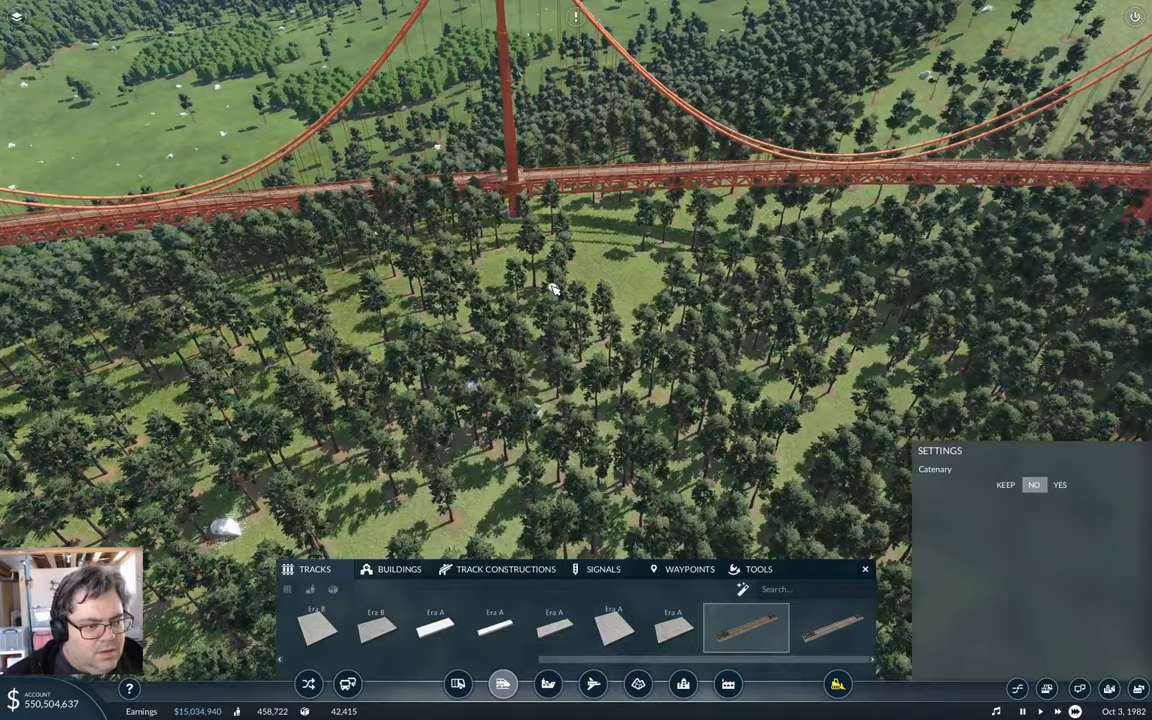 SETTINGS
Catenary
KEEP NO YES
TRACKS BUILDINGS TRACK CONSTRUCTIONS SIGNALS WAYPOINTS TOOLS
Search...
Era B Era B Era A Era A Era A Era A Era A
$ ACCOUNT
550,504,637
?
Earnings $15,034,940 458,722 42,415
Oct 3, 1982